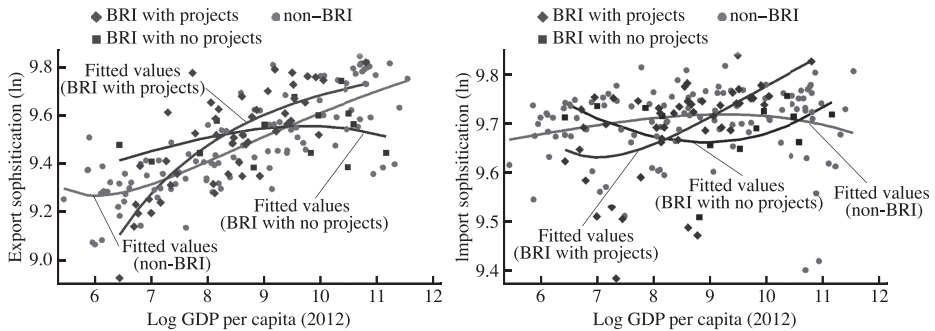 BRI with projects
non–BRI
BRI with no projects
Export sophsitication (ln)
9.8
9.6
9.4
9.2
9.0
Fitted values
(BRI with projects)
Fitted values
(BRI with no projects)
Fitted values
(non-BRI)
6 7 8 9 10 11 12
Log GDP per capita (2012)
BRI with projects
non–BRI
BRI with no projects
Import sophsitication (ln)
9.8
9.7
9.6
9.5
9.4
Fitted values
(BRI with no projects)
Fitted values
(non-BRI)
Fitted values
(BRI with projects)
6 7 8 9 10 11 12
Log GDP per capita (2012)